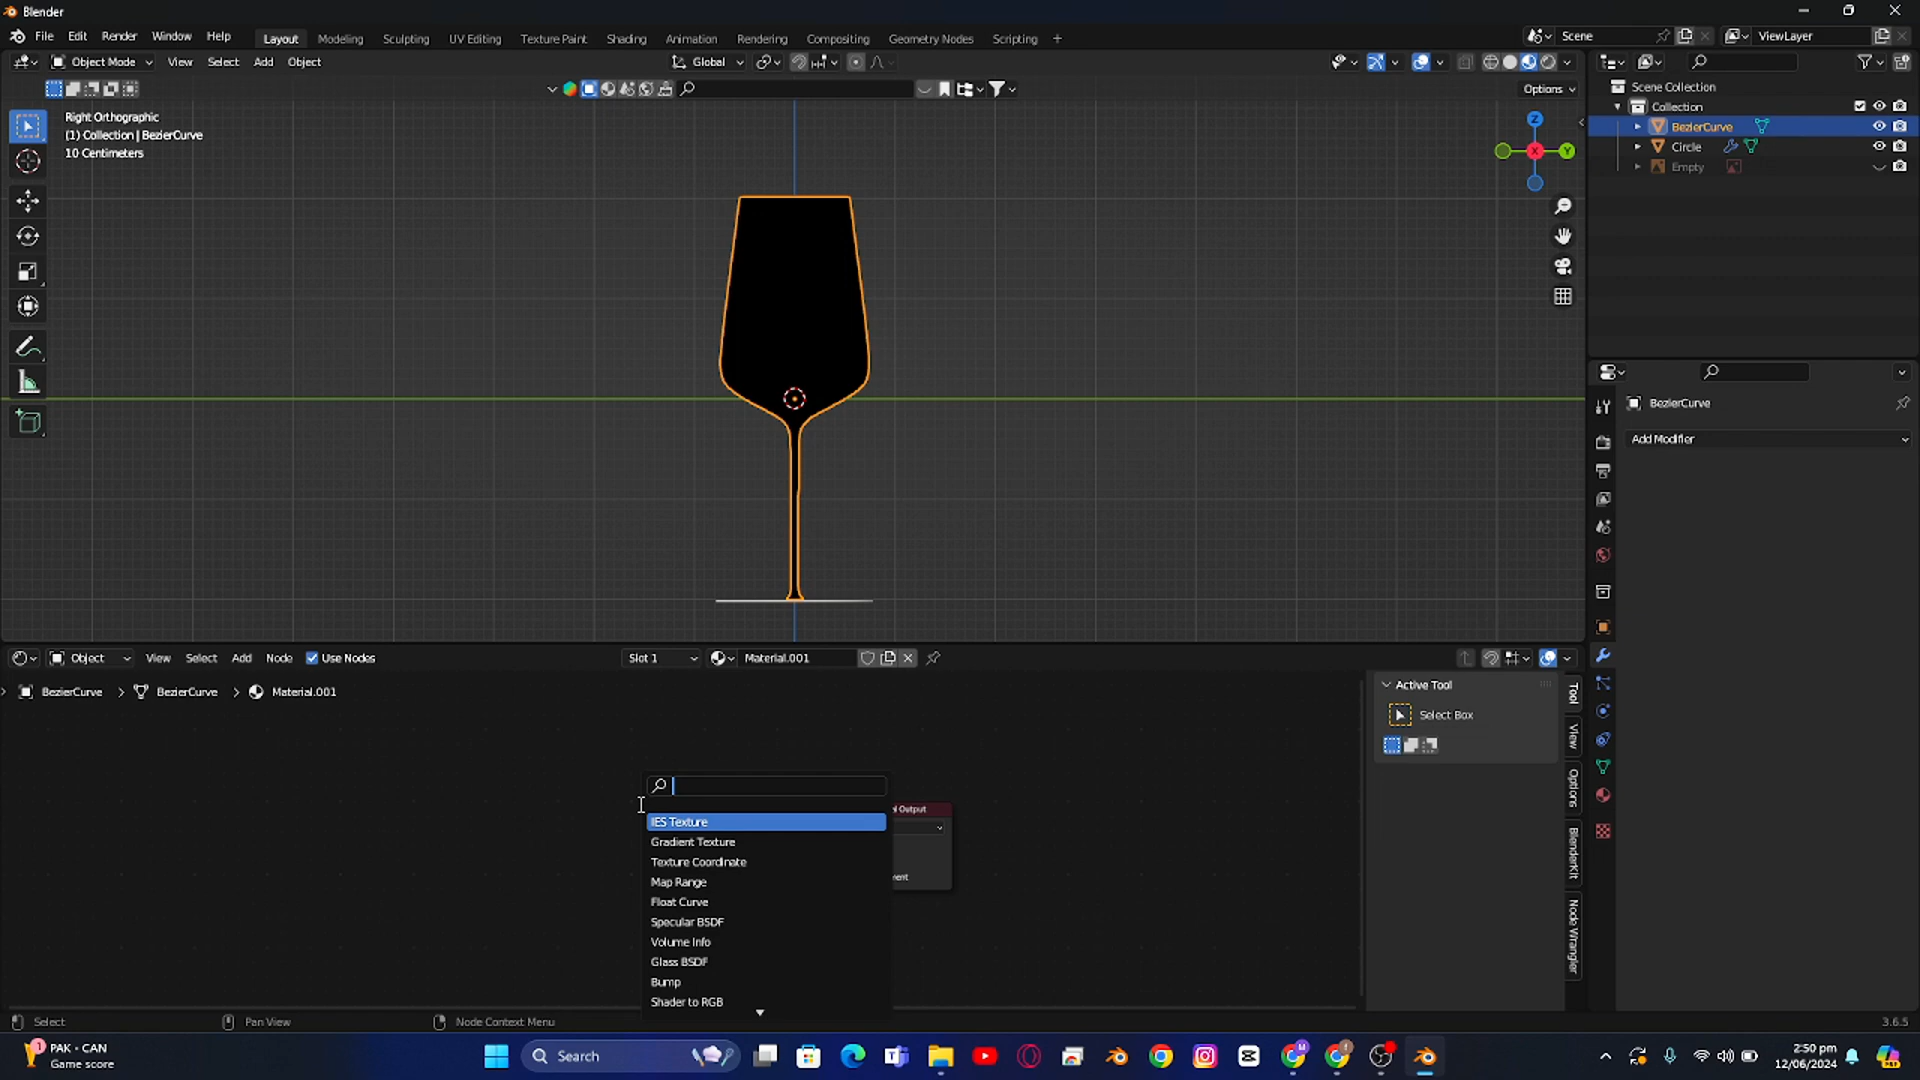 Blender
File Edit Render Window Help
Layout Modeling Sculpting UV Editing Texture Paint Shading Animation Rendering Compositing Geometry Nodes Scripting +
Scene
ViewLayer
Object Mode View Select Add Object
Global
Options
Right Orthographic
(1) Collection | BezierCurve
10 Centimeters
Z
X
Y
Scene Collection
Collection
BezierCurve
Circle
Empty
BezierCurve
Add Modifier
Object View Select Add Node Use Nodes
Slot 1
Material.001
BezierCurve > BezierCurve > Material.001
Active Tool
Select Box
Tool
View
Options
BlenderKit
Node Wrangler
IES Texture
Gradient Texture
Texture Coordinate
Map Range
Float Curve
Specular BSDF
Volume Info
Glass BSDF
Bump
Shader to RGB
l Output
ent
Select
Pan View
Node Context Menu
3.6.5
1
PAK - CAN
Game score
Search
2:50 pm
12/06/2024